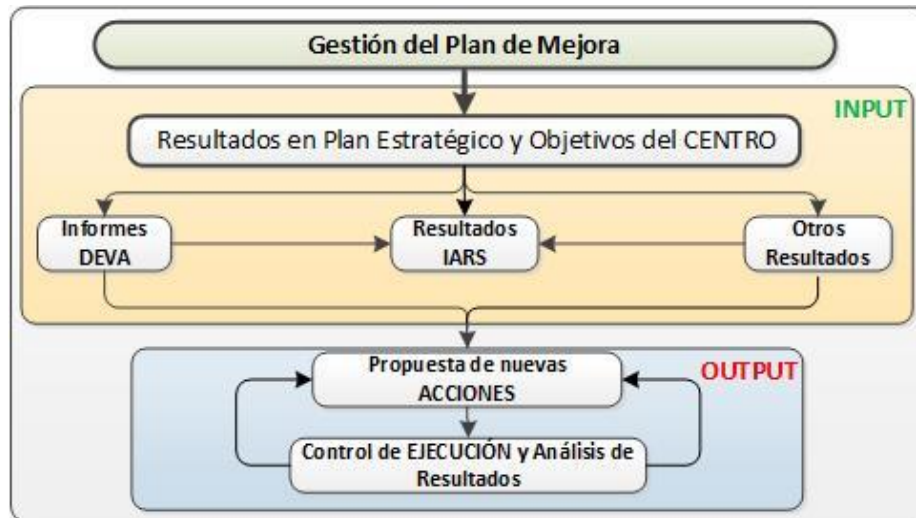 Gestión del Plan de Mejora
INPUT
Resultados en Plan Estratégico y Objetivos del CENTRO
Informes
DEVA
Resultados
IARS
Otros
Resultados
OUTPUT
Propuesta de nuevas
ACCIONES
Control de EJECUCIÓN y Análisis de
Resultados